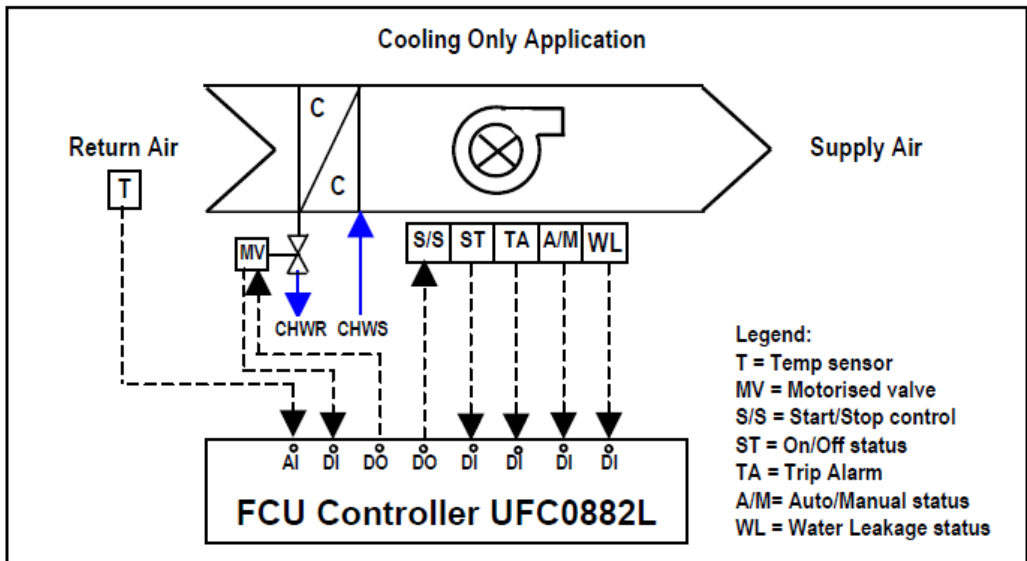 Cooling Only Application
Return Air
Supply Air
C
C
T
MV
S/S ST TA A/M WL
CHWR CHWS
Legend:
T = Temp sensor
MV = Motorised valve
S/S = Start/Stop control
ST = On/Off status
TA = Trip Alarm
A/M= Auto/Manual status
WL = Water Leakage status
AI DI DO DO DI DI DI DI
FCU Controller UFC0882L